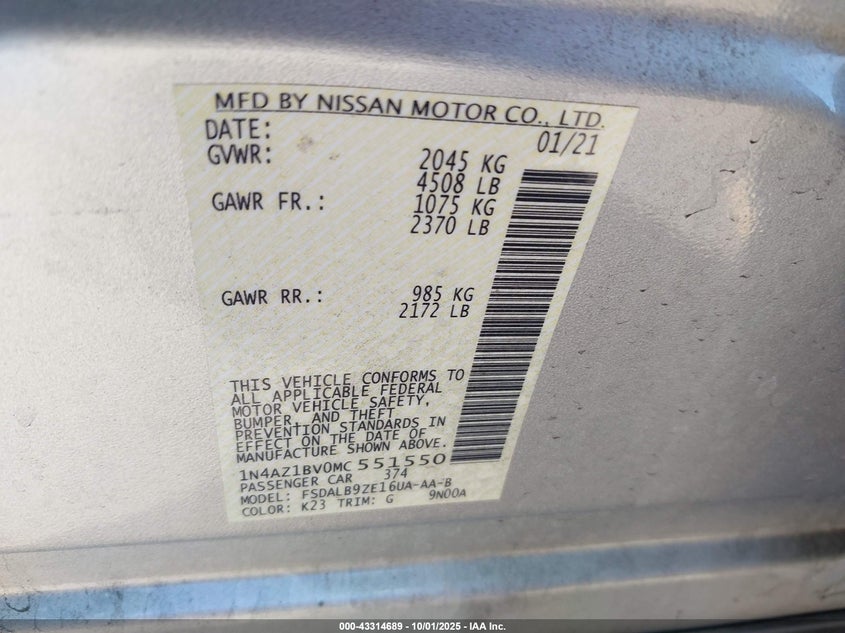 MFD BY NISSAN MOTOR CO., LTD.
DATE: 01/21
GVWR: 2045 KG
4508 LB
GAWR FR.: 1075 KG
2370 LB
GAWR RR.: 985 KG
2172 LB
THIS VEHICLE CONFORMS TO
ALL APPLICABLE FEDERAL
MOTOR VEHICLE SAFETY,
BUMPER, AND THEFT
PREVENTION STANDARDS IN
EFFECT ON THE DATE OF
MANUFACTURE SHOWN ABOVE.
1N4AZ1BV0MC551550
PASSENGER CAR 374
MODEL: FSDALB9ZE16UA-AA-B
COLOR: K23 TRIM: G 9N00A
000-43314689 - 10/01/2025 - IAA Inc.